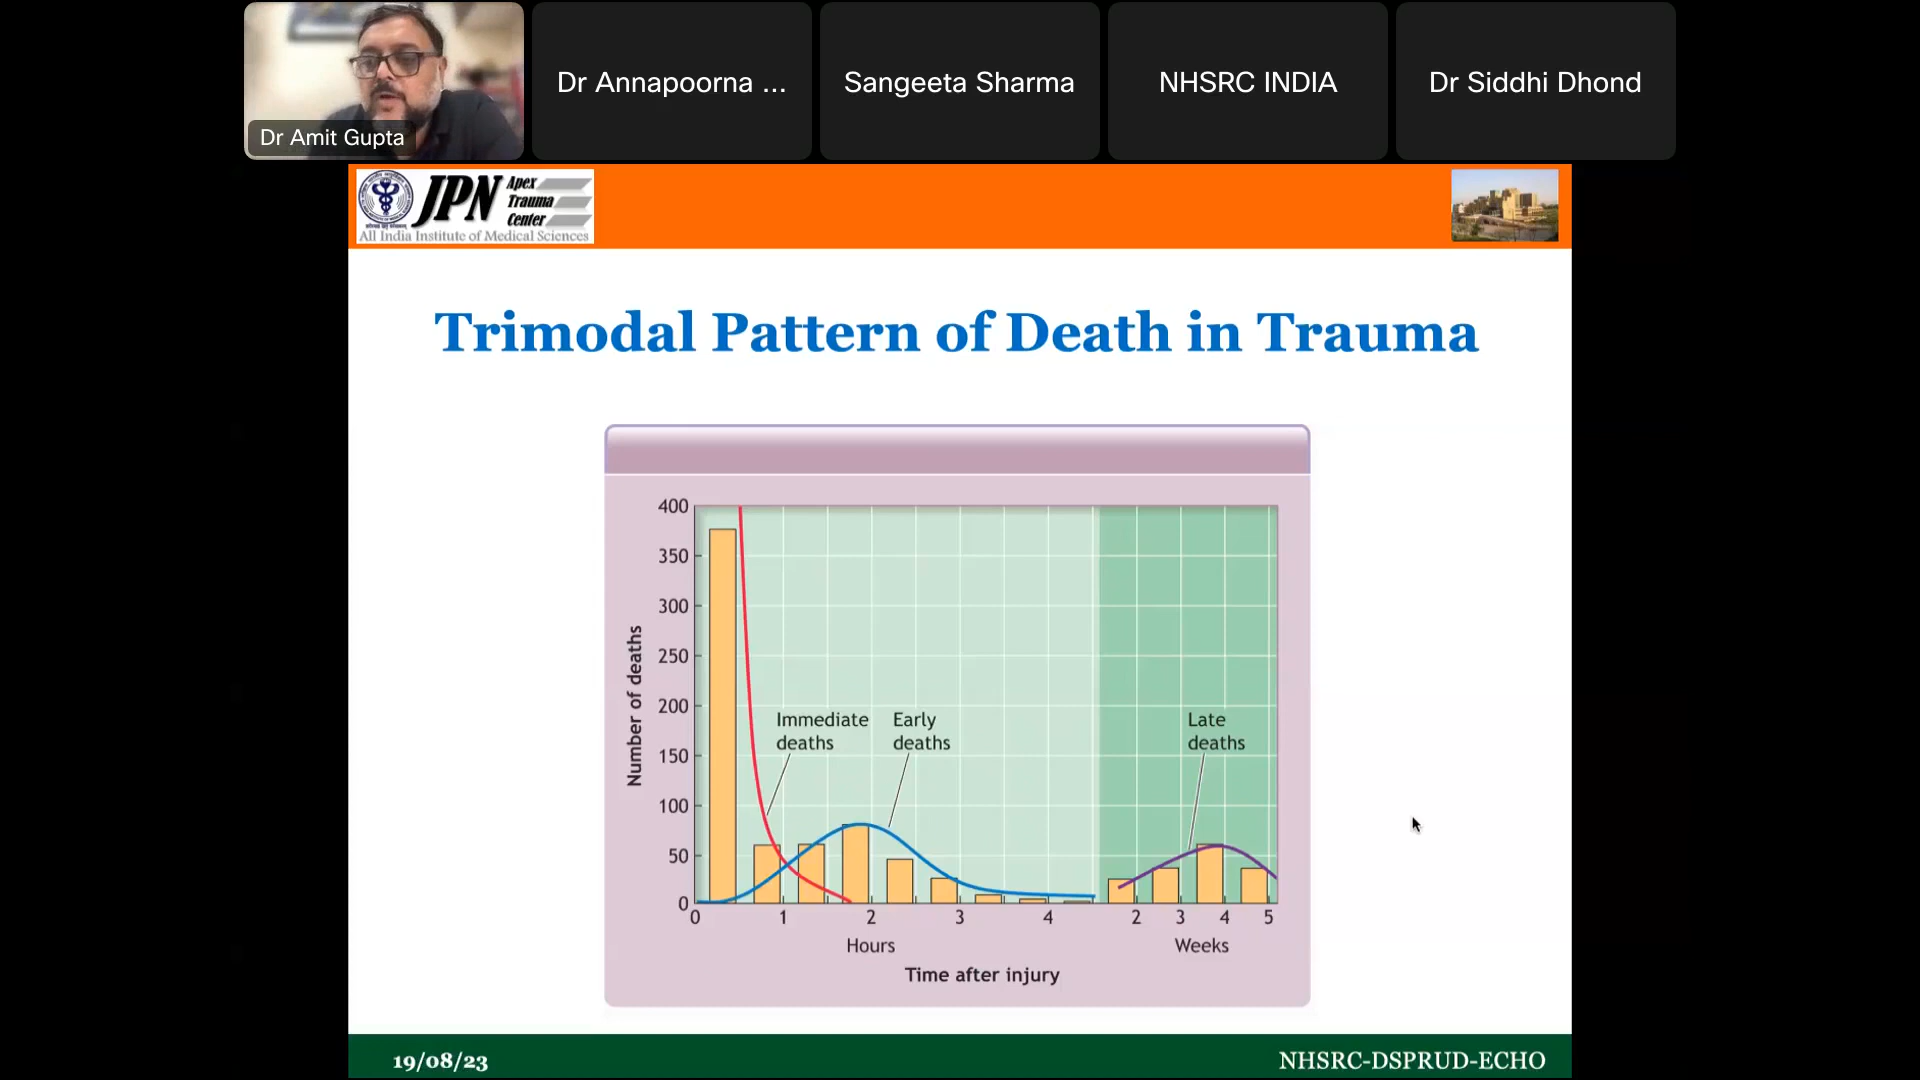 Dr Amit Gupta
Dr Annapoorna ...
Sangeeta Sharma
NHSRC INDIA
Dr Siddhi Dhond
JPN
Apex
Trauma
Center
All India Institute of Medical Sciences
Trimodal Pattern of Death in Trauma
Number of deaths
400
350
300
250
200
150
100
50
0
Immediate
deaths
Early
deaths
Late
deaths
0 1 2 3 4 2 3 4 5
Hours Weeks
Time after injury
19/08/23
NHSRC-DSPRUD-ECHO